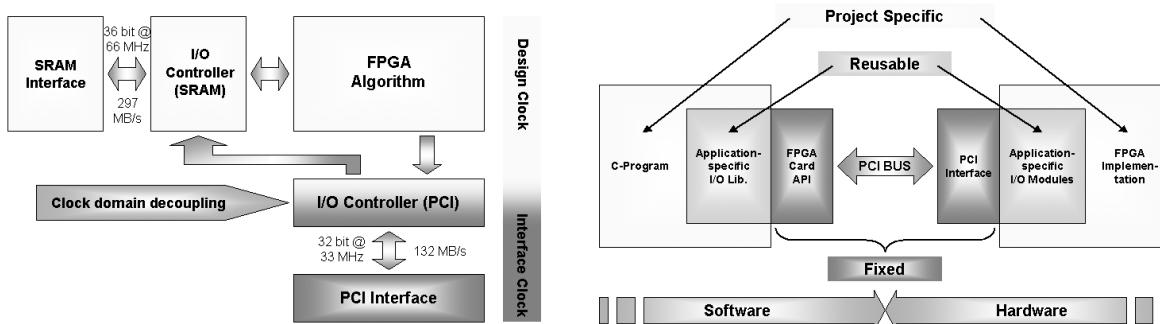 36 bit @
66 MHz
SRAM
Interface
297
MB/s
I/O
Controller
(SRAM)
FPGA
Algorithm
Design Clock
Clock domain decoupling
I/O Controller (PCI)
32 bit @
33 MHz
132 MB/s
PCI Interface
Interface Clock
Project Specific
Reusable
C-Program
Application-
specific
I/O Lib.
FPGA
Card
API
PCI BUS
PCI
Interface
Application-
specific
I/O Modules
FPGA
Implemen-
tation
Fixed
Software
Hardware